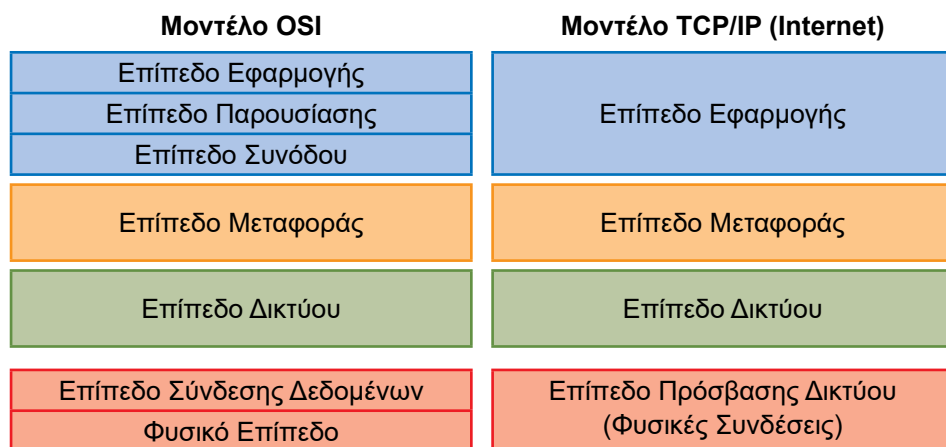 Μοντέλο OSI
Επίπεδο Εφαρμογής
Επίπεδο Παρουσίασης
Επίπεδο Συνόδου
Επίπεδο Μεταφοράς
Επίπεδο Δικτύου
Επίπεδο Σύνδεσης Δεδομένων
Φυσικό Επίπεδο
Μοντέλο TCP/IP (Internet)
Επίπεδο Εφαρμογής
Επίπεδο Μεταφοράς
Επίπεδο Δικτύου
Επίπεδο Πρόσβασης Δικτύου
(Φυσικές Συνδέσεις)